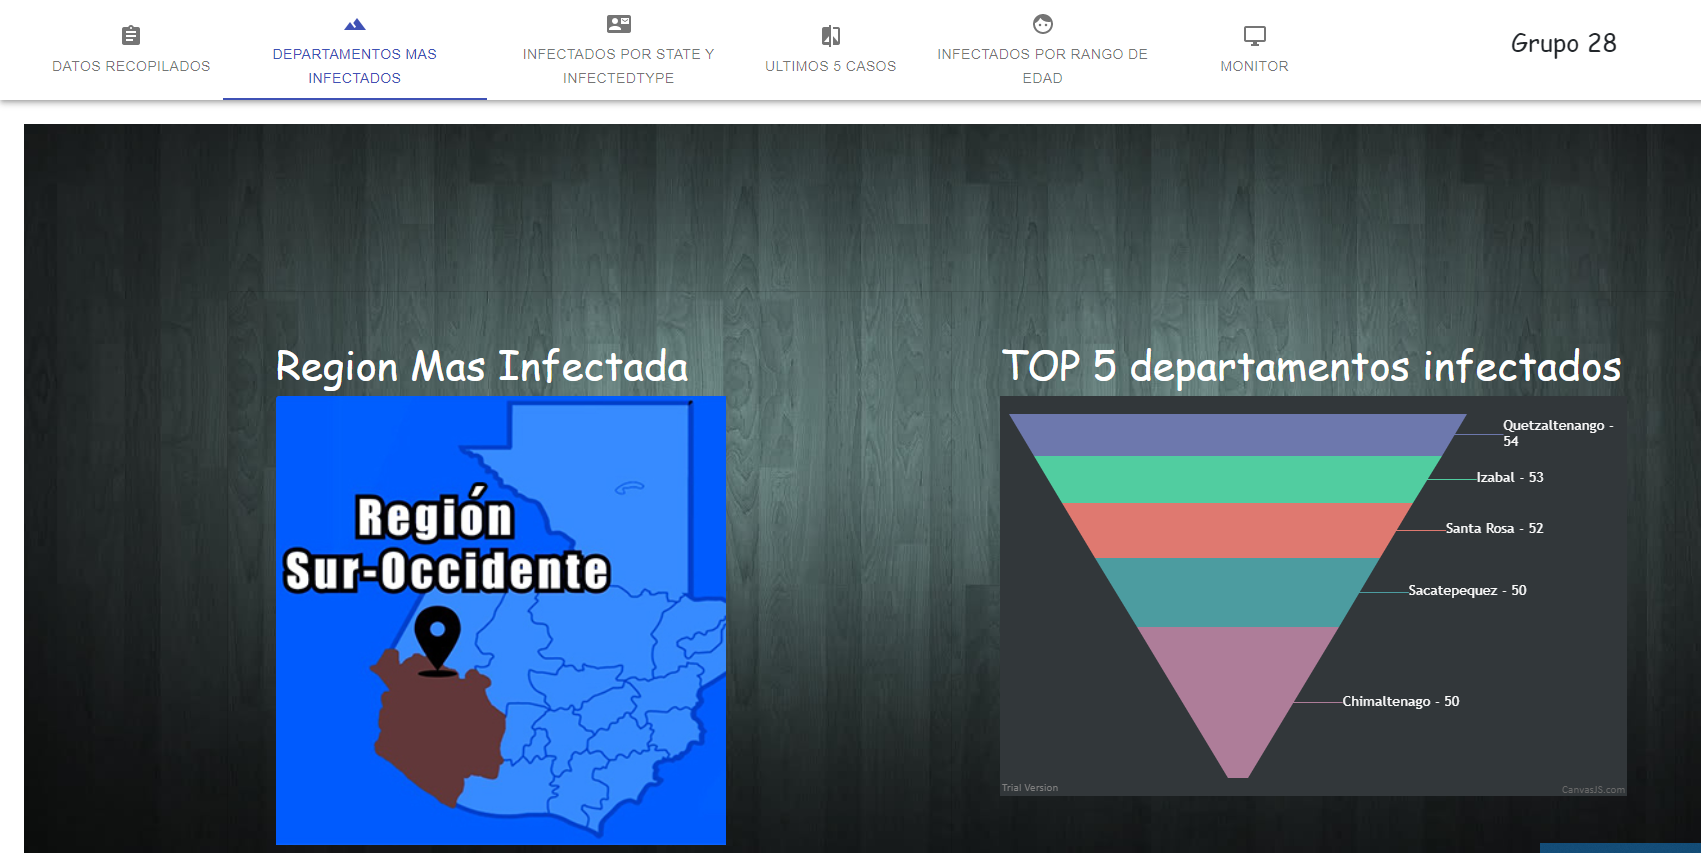 DATOS RECOPILADOS
DEPARTAMENTOS MAS
INFECTADOS
INFECTADOS POR STATE Y
INFECTEDTYPE
ULTIMOS 5 CASOS
INFECTADOS POR RANGO DE
EDAD
MONITOR
Grupo 28
Region Mas Infectada
Región
Sur-Occidente
TOP 5 departamentos infectados
Quetzaltenango -
54
Izabal - 53
Santa Rosa - 52
Sacatepequez - 50
Chimaltenago - 50
Trial Version
CanvasJS.com